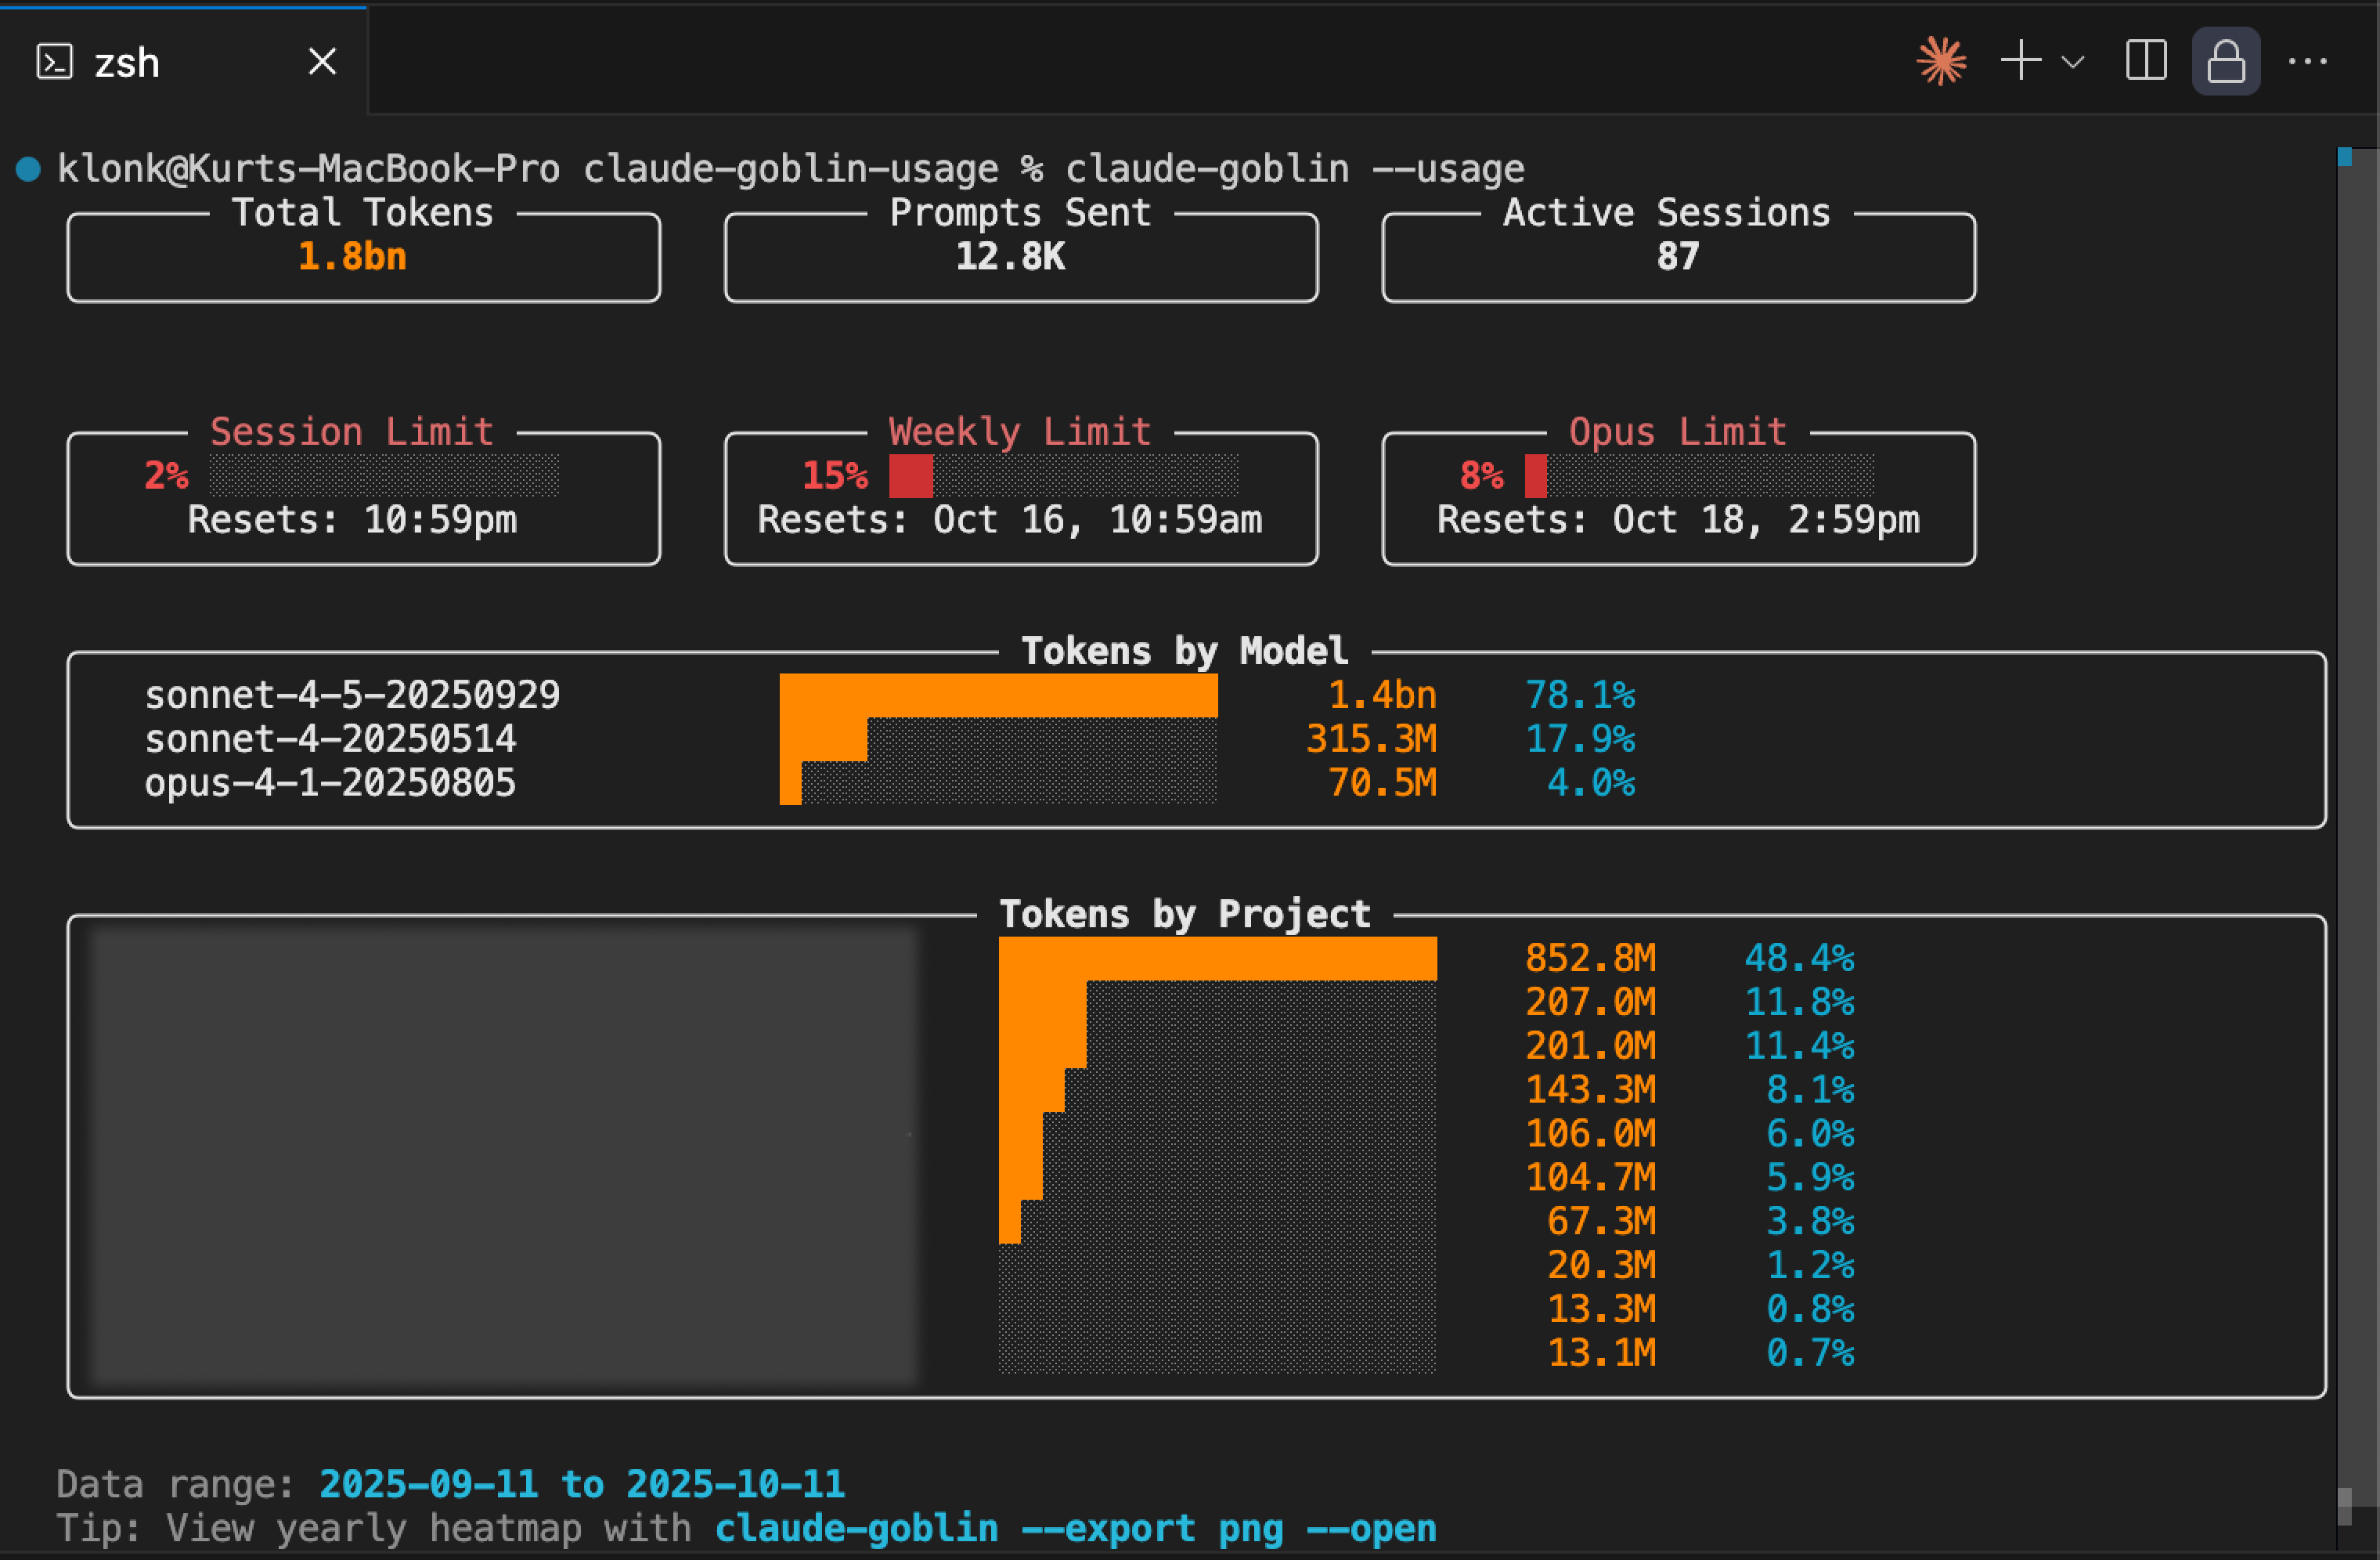 zsh
klonk@Kurts-MacBook-Pro claude-goblin-usage % claude-goblin --usage
Total Tokens
1.8bn
Prompts Sent
12.8K
Active Sessions
87
Session Limit
2%
Resets: 10:59pm
Weekly Limit
15%
Resets: Oct 16, 10:59am
Opus Limit
8%
Resets: Oct 18, 2:59pm
Tokens by Model
sonnet-4-5-20250929 1.4bn 78.1%
sonnet-4-20250514 315.3M 17.9%
opus-4-1-20250805 70.5M 4.0%
Tokens by Project
852.8M 48.4%
207.0M 11.8%
201.0M 11.4%
143.3M 8.1%
106.0M 6.0%
104.7M 5.9%
67.3M 3.8%
20.3M 1.2%
13.3M 0.8%
13.1M 0.7%
Data range: 2025-09-11 to 2025-10-11
Tip: View yearly heatmap with claude-goblin --export png --open